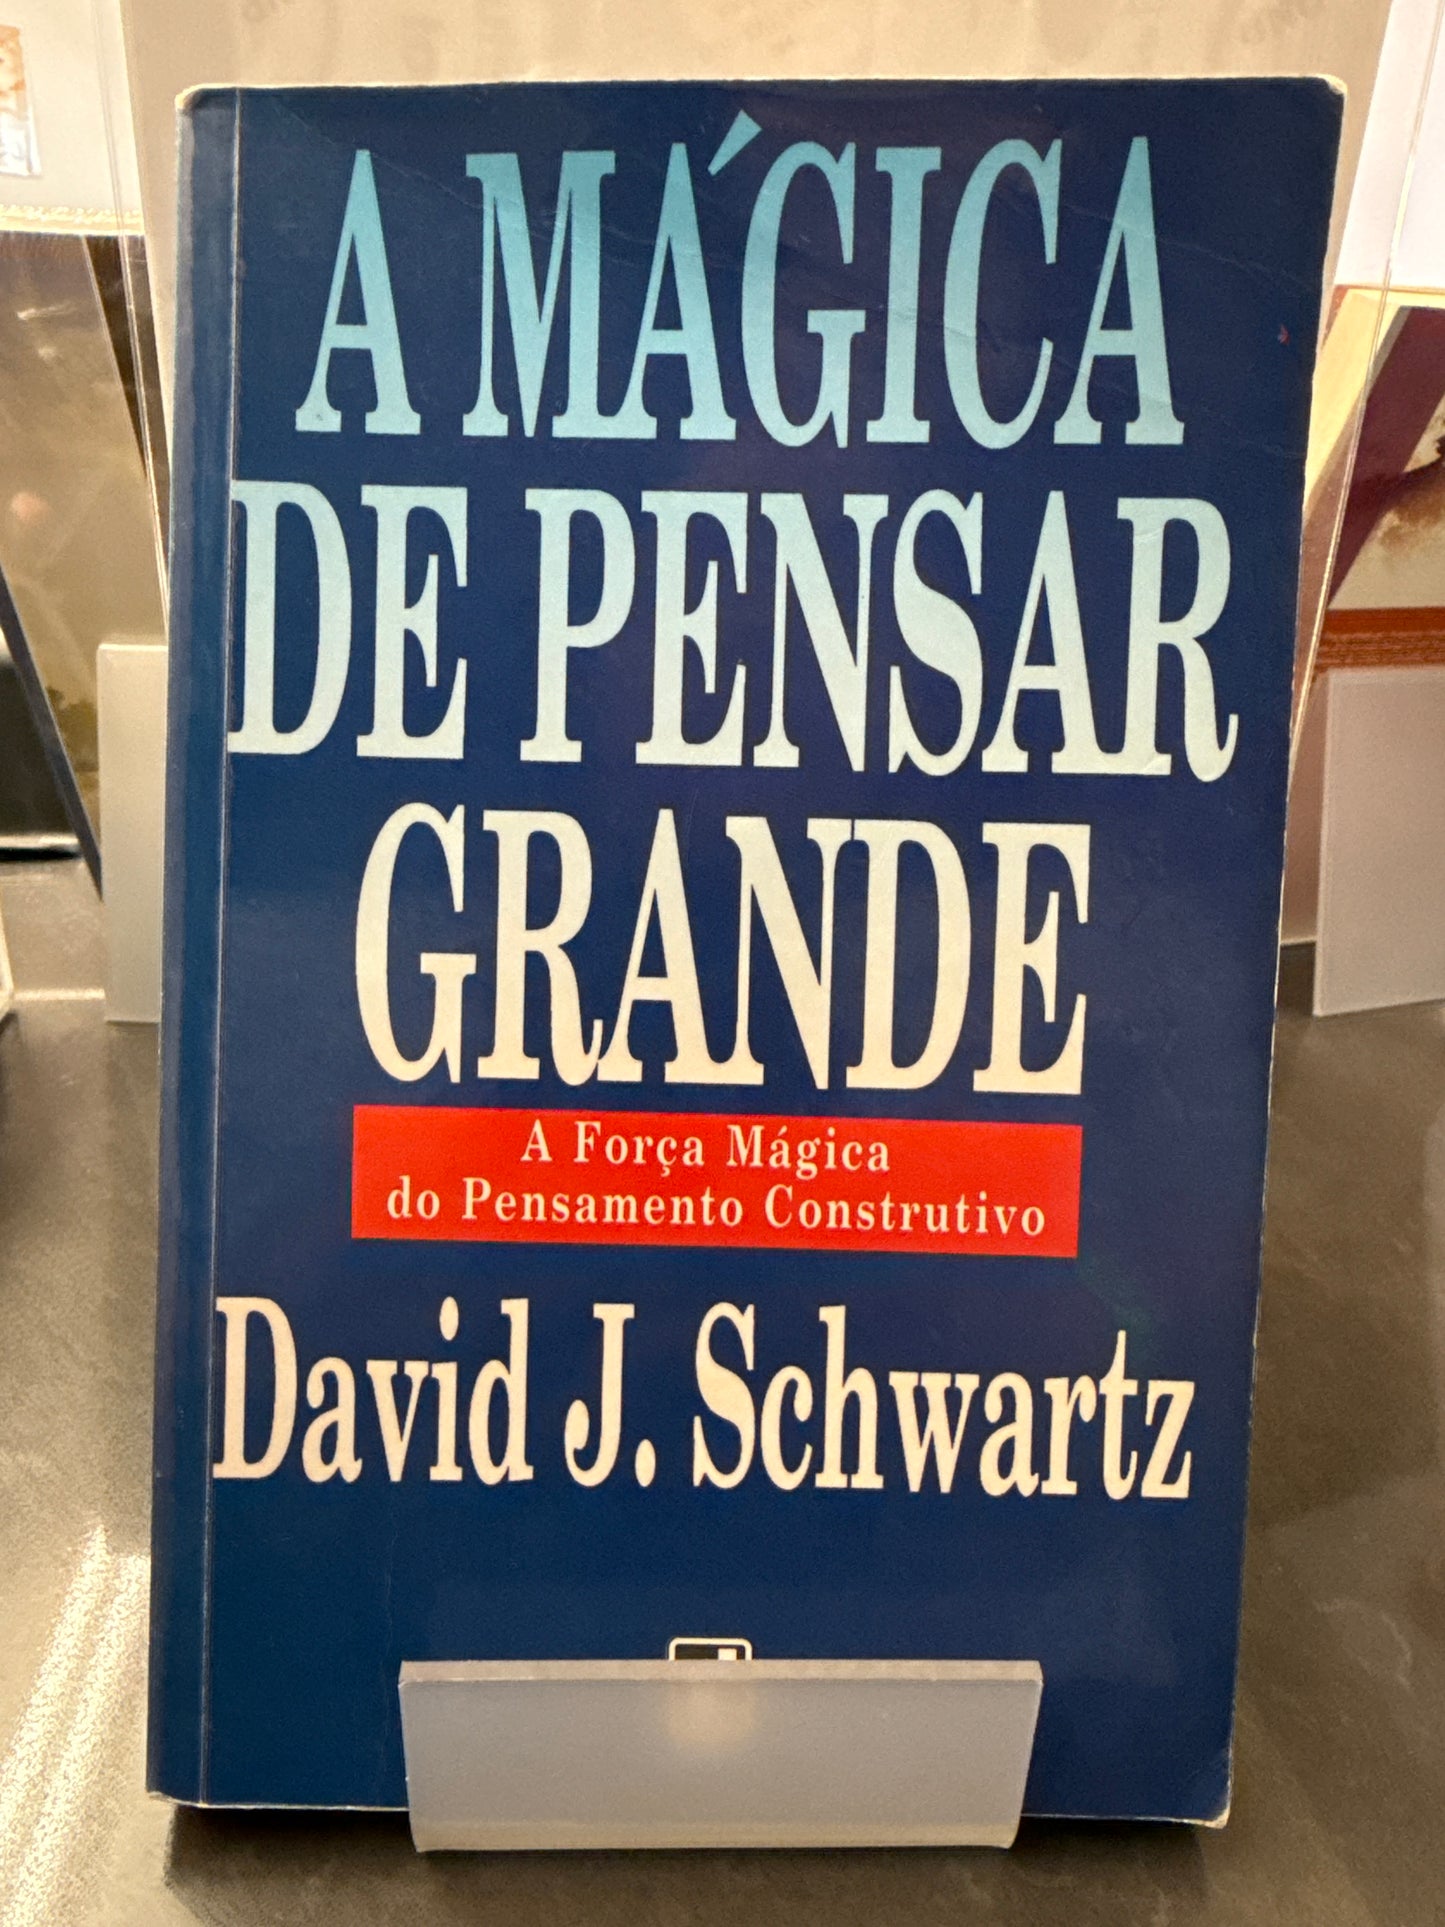 A MÁGICA
DE PENSAR
GRANDE
A Força Mágica
do Pensamento Construtivo
David J. Schwartz